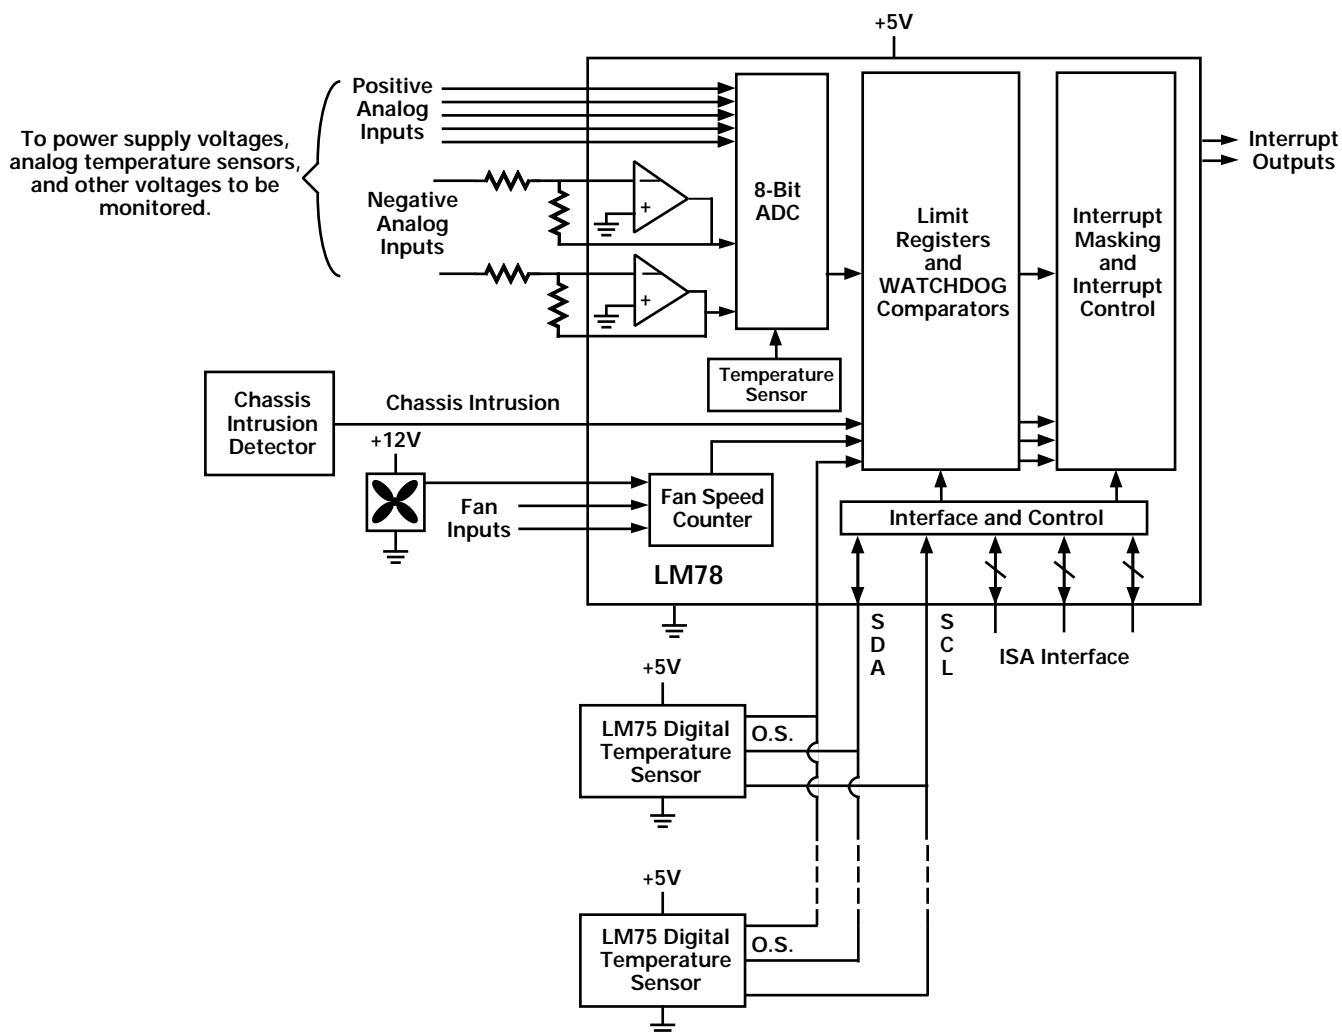 +5V
Positive
Analog
Inputs
To power supply voltages,
analog temperature sensors,
and other voltages to be
monitored.
Negative
Analog
Inputs
−
+
−
+
8-Bit
ADC
Limit
Registers
and
WATCHDOG
Comparators
Interrupt
Masking
and
Interrupt
Control
Interrupt
Outputs
Temperature
Sensor
Chassis
Intrusion
Detector
Chassis Intrusion
+12V
Fan
Inputs
Fan Speed
Counter
Interface and Control
LM78
S
D
A
S
C
L
ISA Interface
+5V
LM75 Digital
Temperature
Sensor
O.S.
+5V
LM75 Digital
Temperature
Sensor
O.S.